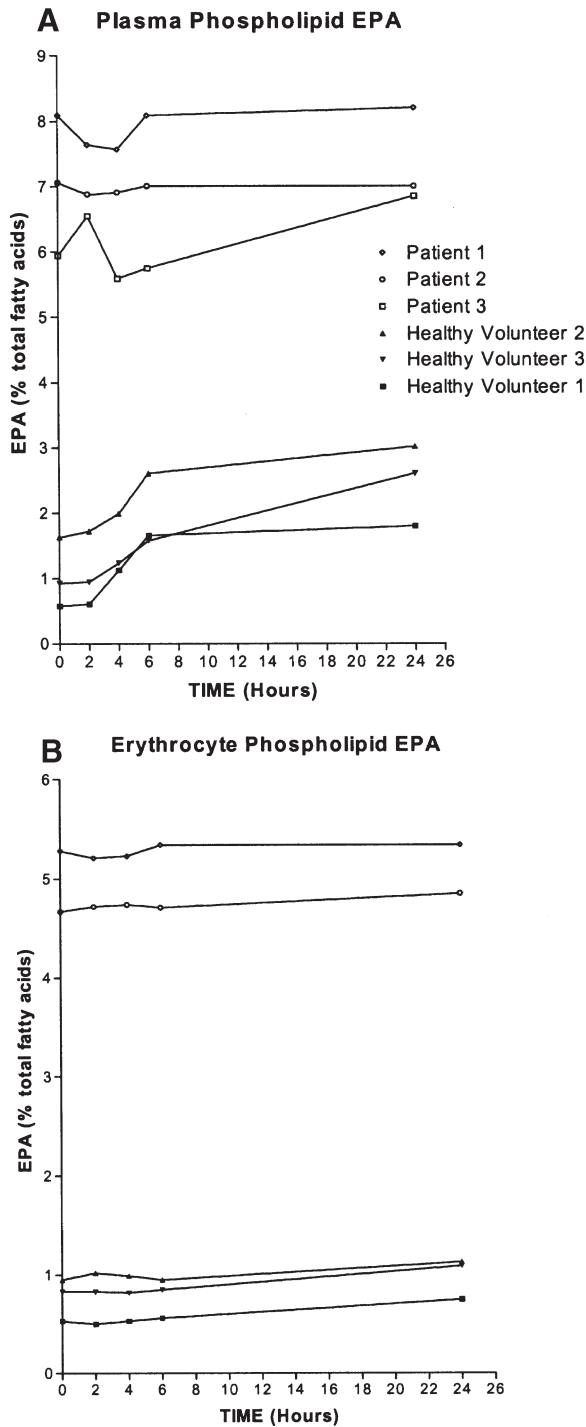 A Plasma Phospholipid EPA
9
8
7
6
5
4
3
2
1
0
EPA (% total fatty acids)
Patient 1
Patient 2
Patient 3
Healthy Volunteer 2
Healthy Volunteer 3
Healthy Volunteer 1
0 2 4 6 8 10 12 14 16 18 20 22 24 26
TIME (Hours)
B Erythrocyte Phospholipid EPA
6
5
4
3
2
1
0
EPA (% total fatty acids)
0 2 4 6 8 10 12 14 16 18 20 22 24 26
TIME (Hours)